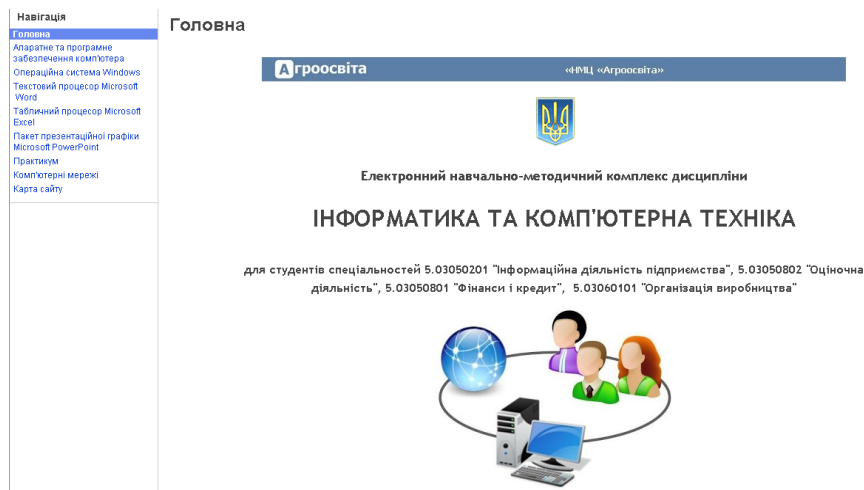 Навігація
Головна
Апаратне та програмне
забезпечення комп'ютера
Операційна система Windows
Текстовий процесор Microsoft
Word
Табличний процесор Microsoft
Excel
Пакет презентаційної графіки
Microsoft PowerPoint
Практикум
Комп'ютерні мережі
Карта сайту
Головна
Агроосвіта
«НМЦ «Агроосвіта»
Електронний навчально-методичний комплекс дисципліни
ІНФОРМАТИКА ТА КОМП'ЮТЕРНА ТЕХНІКА
для студентів спеціальностей 5.03050201 "Інформаційна діяльність підприємства", 5.03050802 "Оціночна
діяльність", 5.03050801 "Фінанси і кредит", 5.03060101 "Організація виробництва"